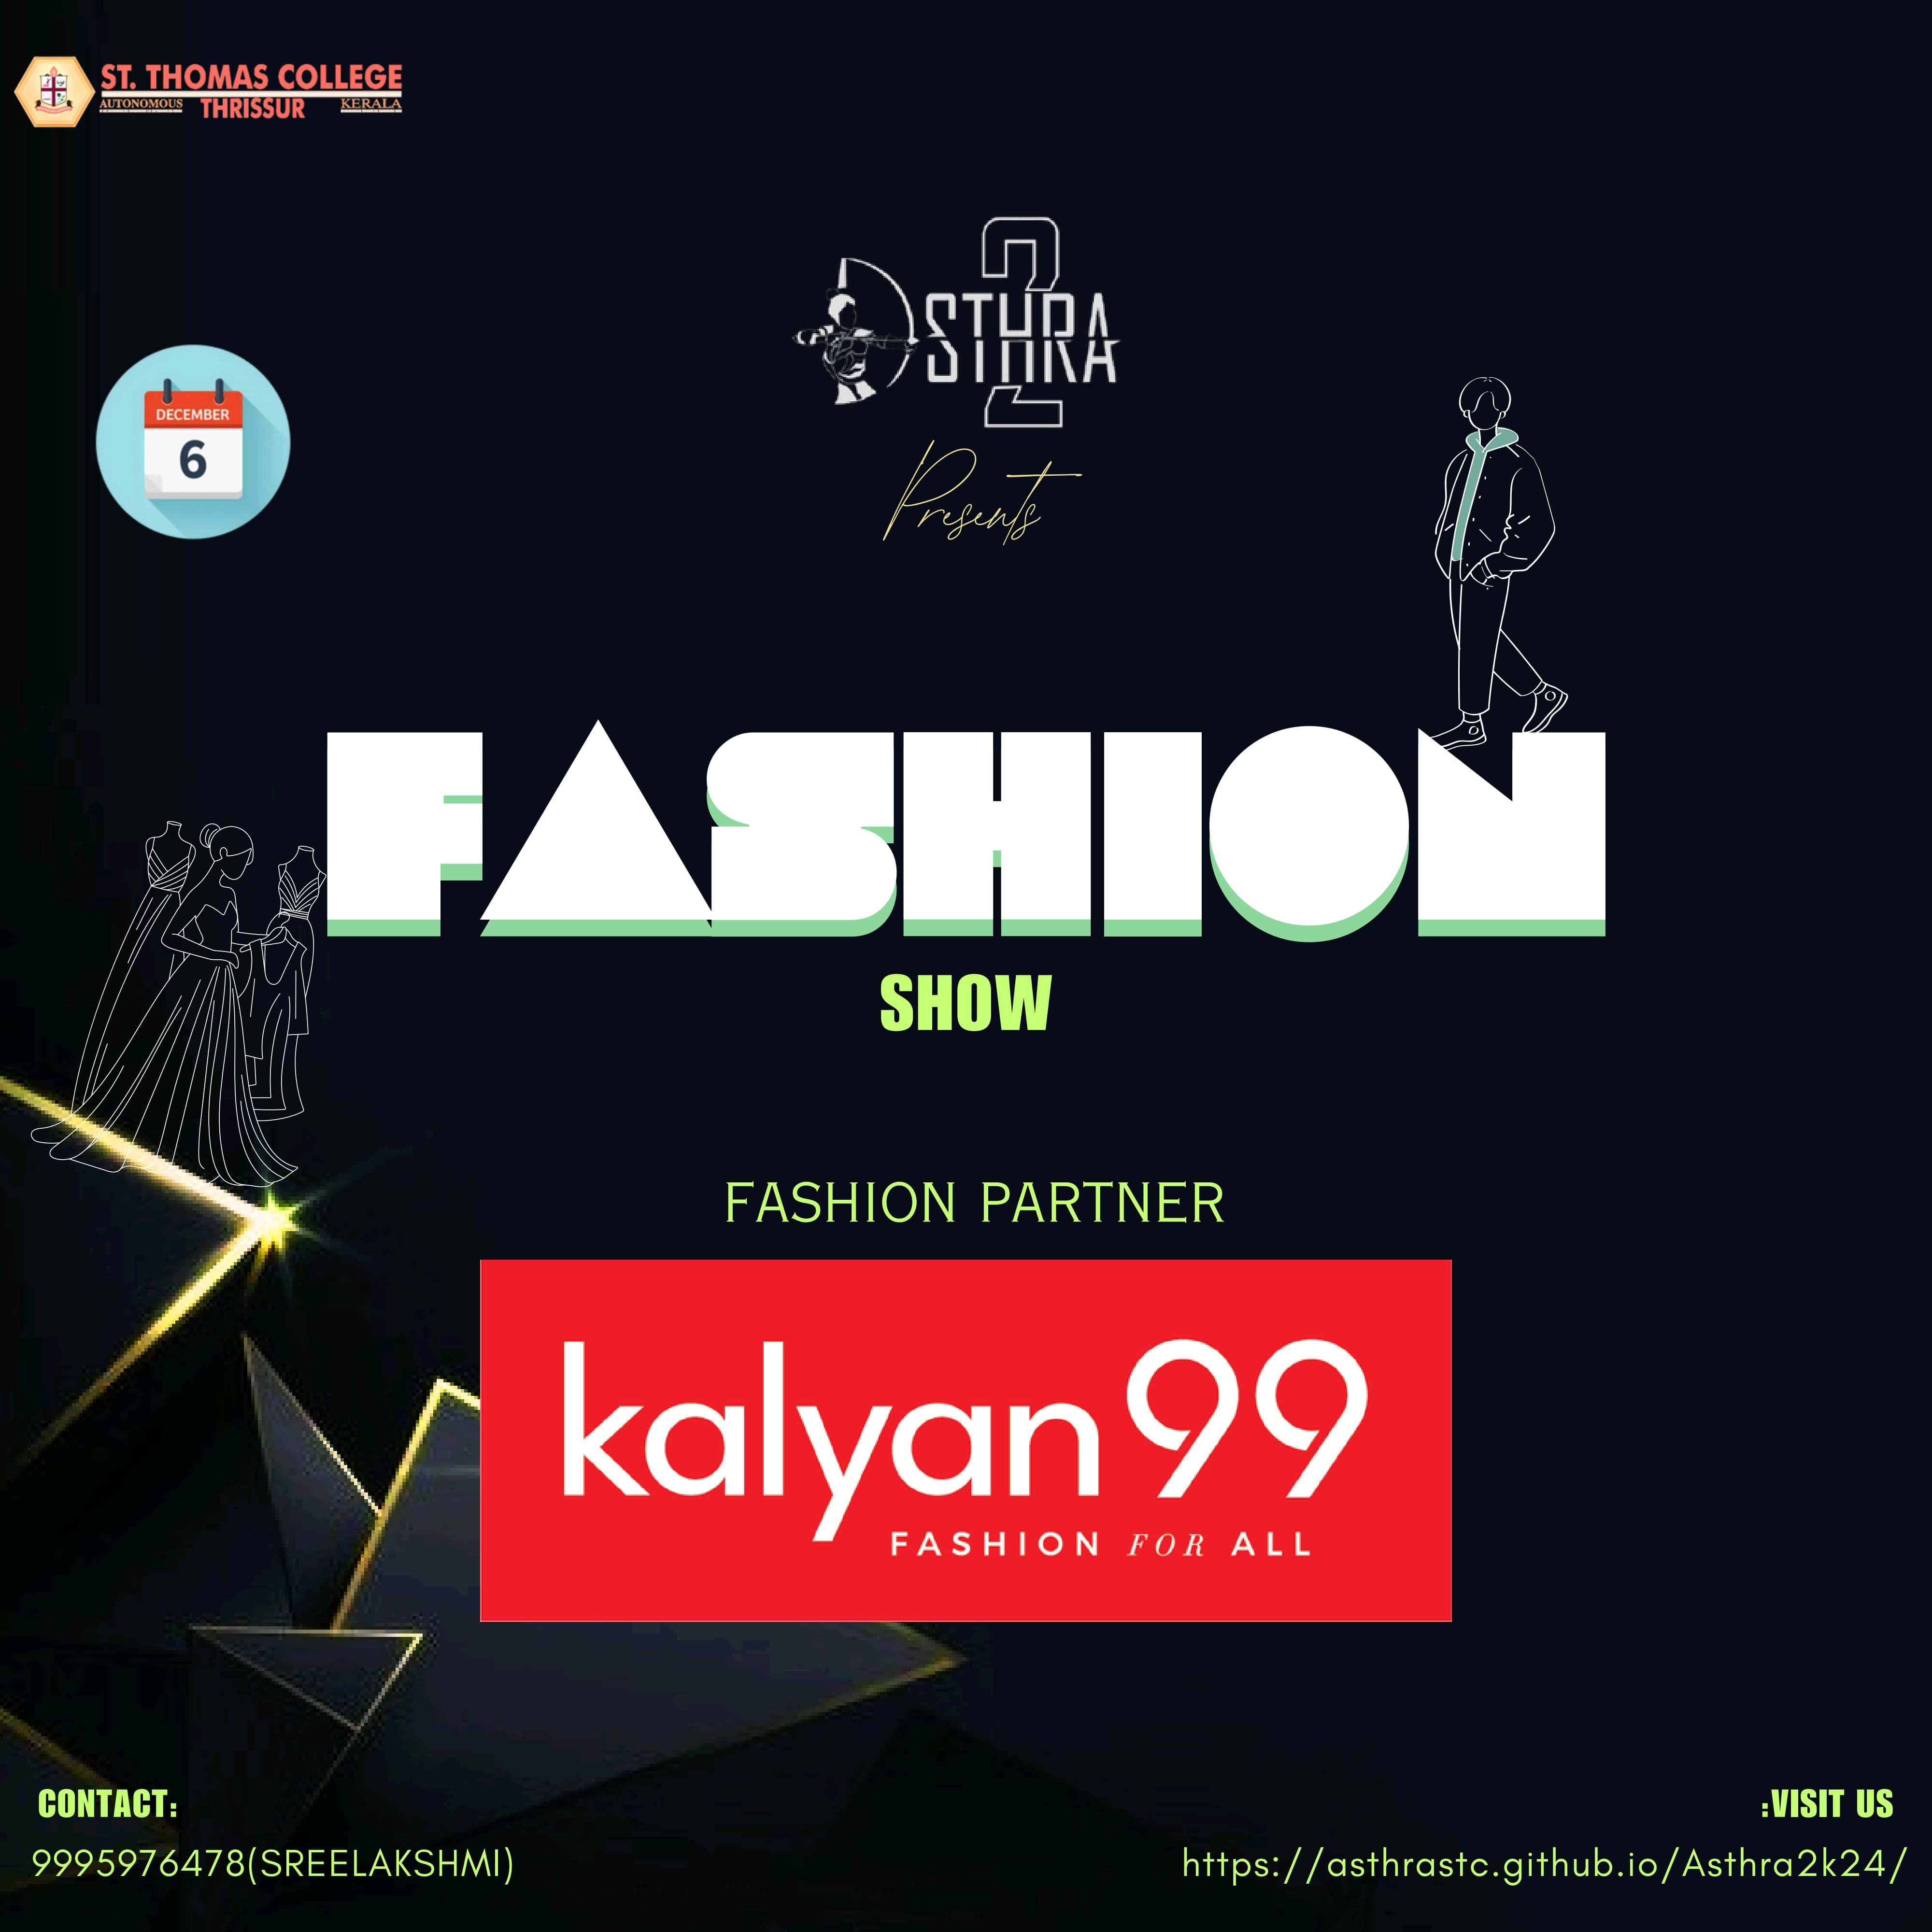 ST. THOMAS COLLEGE
AUTONOMOUS THRISSUR KERALA
2
STHRA
Presents
DECEMBER
6
FASHION
SHOW
FASHION PARTNER
kalyan99
FASHION FOR ALL
CONTACT:
9995976478(SREELAKSHMI)
:VISIT US
https://asthrastc.github.io/Asthra2k24/